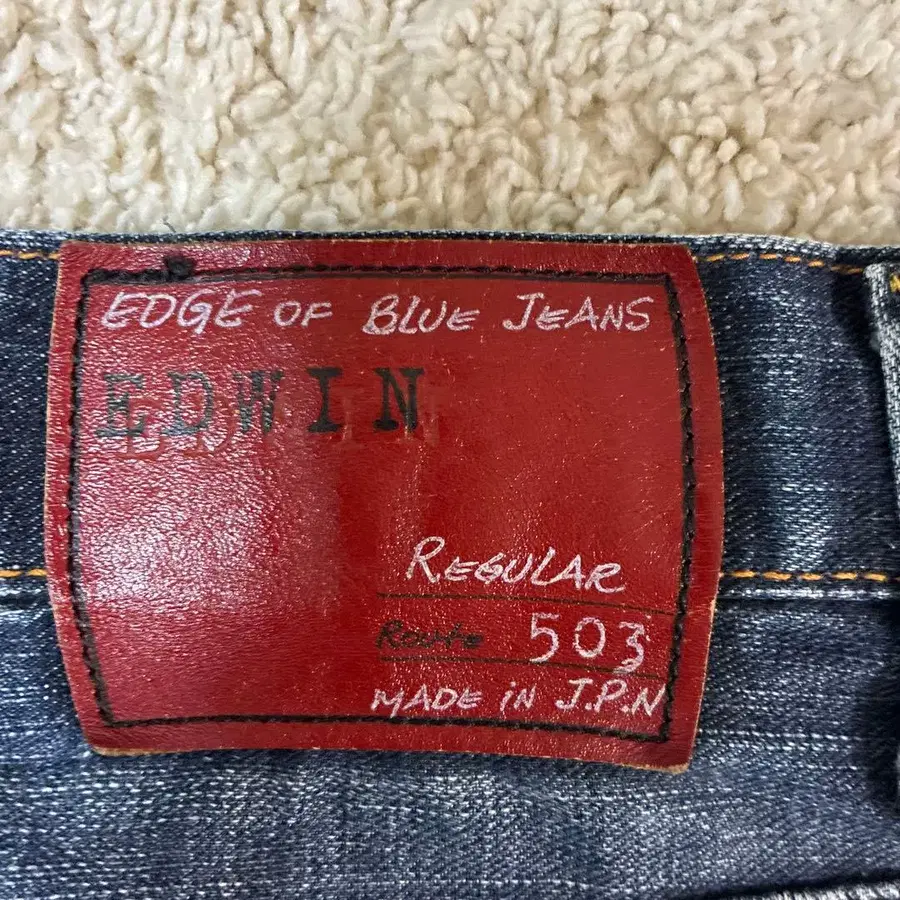 EDGE OF BLUE JEANS
EDWIN
REGULAR
Route 503
MADE iN J.P.N